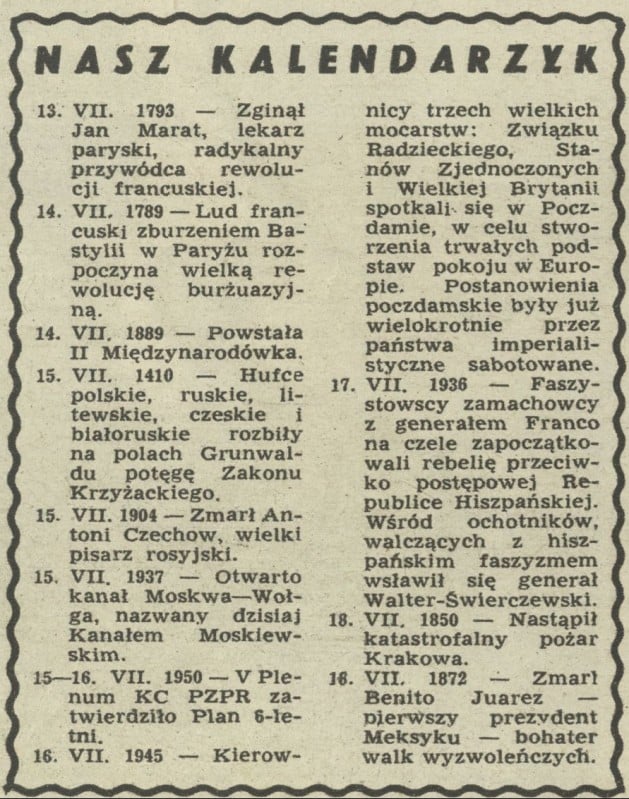 NASZ KALENDARZYK
13. VII. 1793 — Zginął
Jan Marat, lekarz
paryski, radykalny
przywódca rewolu-
cji francuskiej.
14. VII. 1789 — Lud fran-
cuski zburzeniem Ba-
stylii w Paryżu roz-
poczyna wielką re-
wolucję burżuazyj-
ną.
14. VII. 1889 — Powstała
II Międzynarodówka.
15. VII. 1410 — Hufce
polskie, ruskie, li-
tewskie, czeskie i
białoruskie rozbiły
na polach Grunwal-
du potęgę Zakonu
Krzyżackiego.
15. VII. 1904 — Zmarł An-
toni Czechow, wielki
pisarz rosyjski.
15. VII. 1937 — Otwarto
kanał Moskwa—Woł-
ga, nazwany dzisiaj
Kanałem Moskiew-
skim.
15—16. VII. 1950 — V Ple-
num KC PZPR za-
twierdziło Plan 6-le-
tni.
16. VII. 1945 — Kierow-
nicy trzech wielkich
mocarstw: Związku
Radzieckiego, Sta-
nów Zjednoczonych
i Wielkiej Brytanii
spotkali się w Pocz-
damie, w celu stwo-
rzenia trwałych pod-
staw pokoju w Euro-
pie. Postanowienia
poczdamskie były już
wielokrotnie przez
państwa imperiali-
styczne sabotowane.
17. VII. 1936 — Faszy-
stowscy zamachowcy
z generałem Franco
na czele zapoczątko-
wali rebelię przeciw-
ko postępowej Re-
publice Hiszpańskiej.
Wśród ochotników,
walczących z hisz-
pańskim faszyzmem
wsławił się generał
Walter-Świerczewski.
18. VII. 1850 — Nastąpił
katastrofalny pożar
Krakowa.
18. VII. 1872 — Zmarł
Benito Juarez —
pierwszy prezydent
Meksyku — bohater
walk wyzwoleńczych.